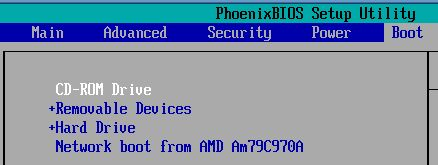 PhoenixBIOS Setup Utility
Main Advanced Security Power Boot
CD-ROM Drive
+Removable Devices
+Hard Drive
Network boot from AMD Am79C970A